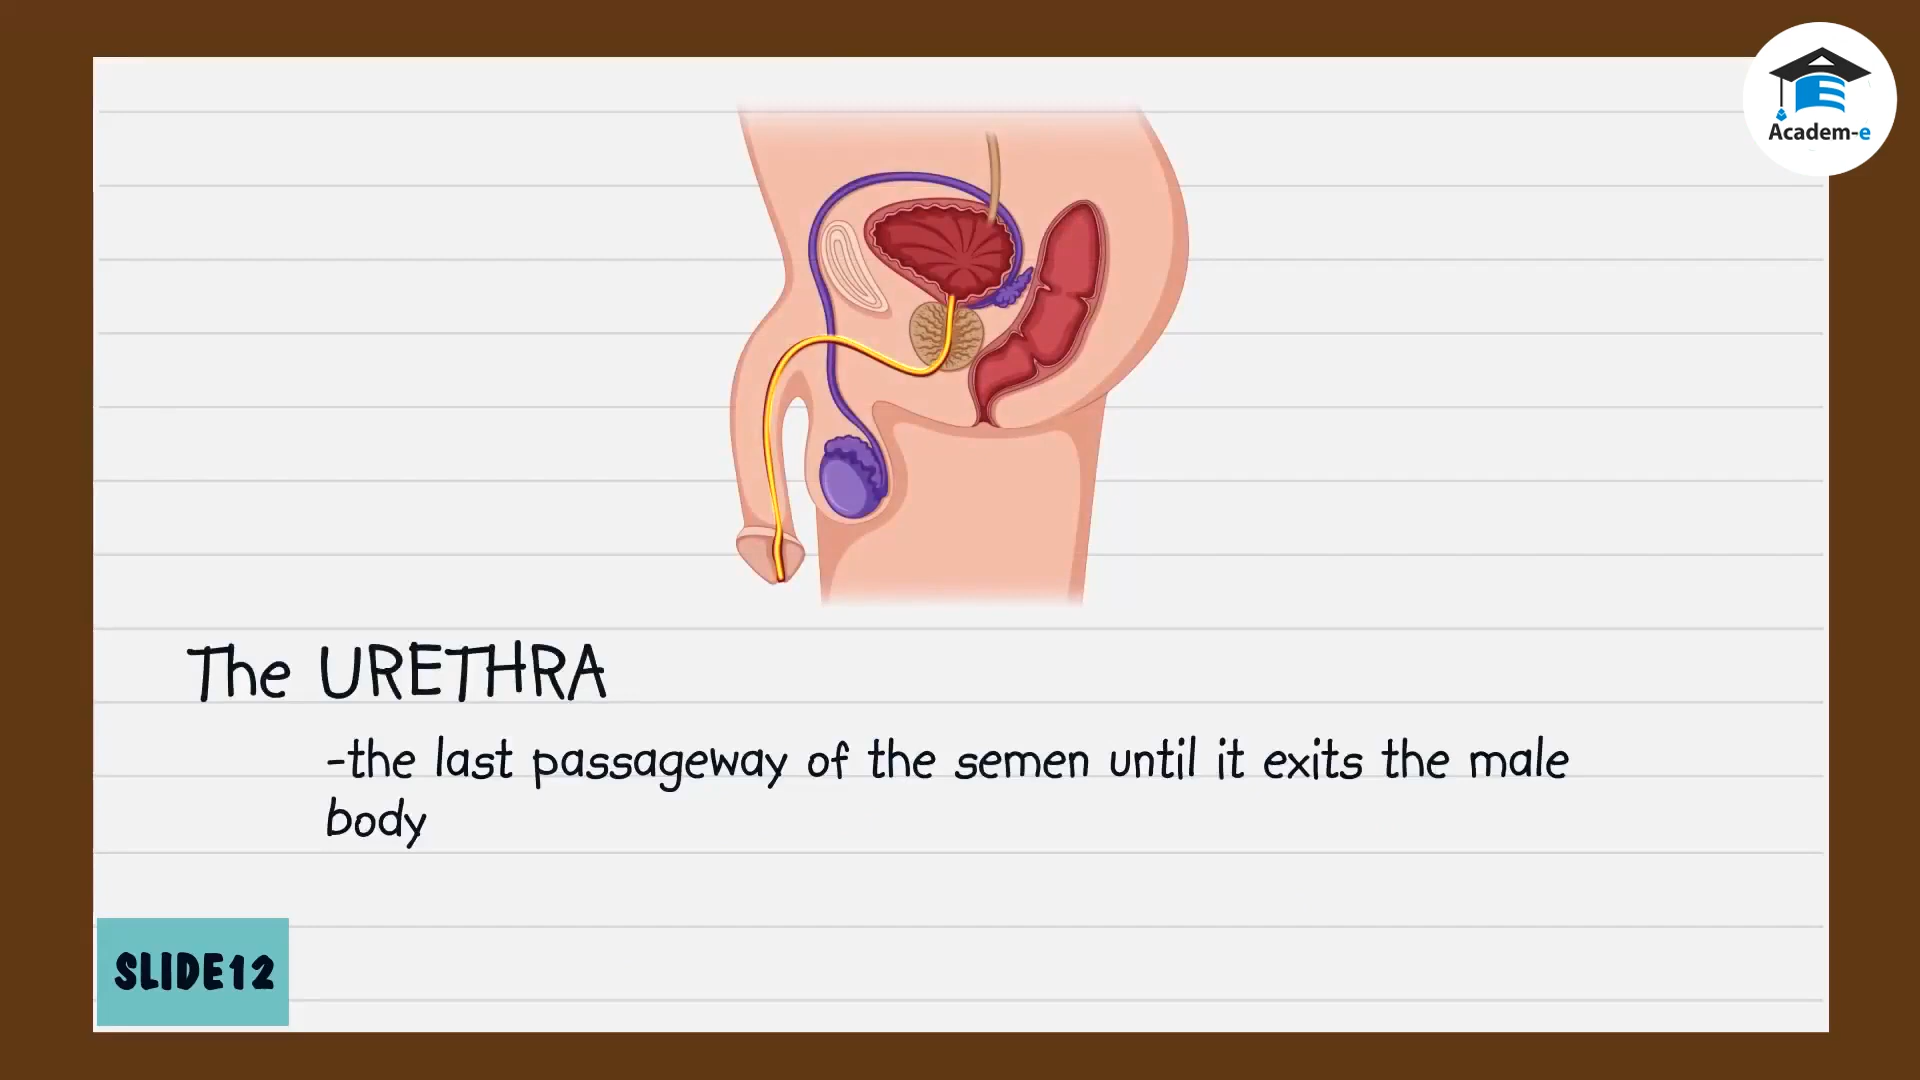 Academ-e
The URETHRA
-the last passageway of the semen until it exits the male
body
SLIDE12